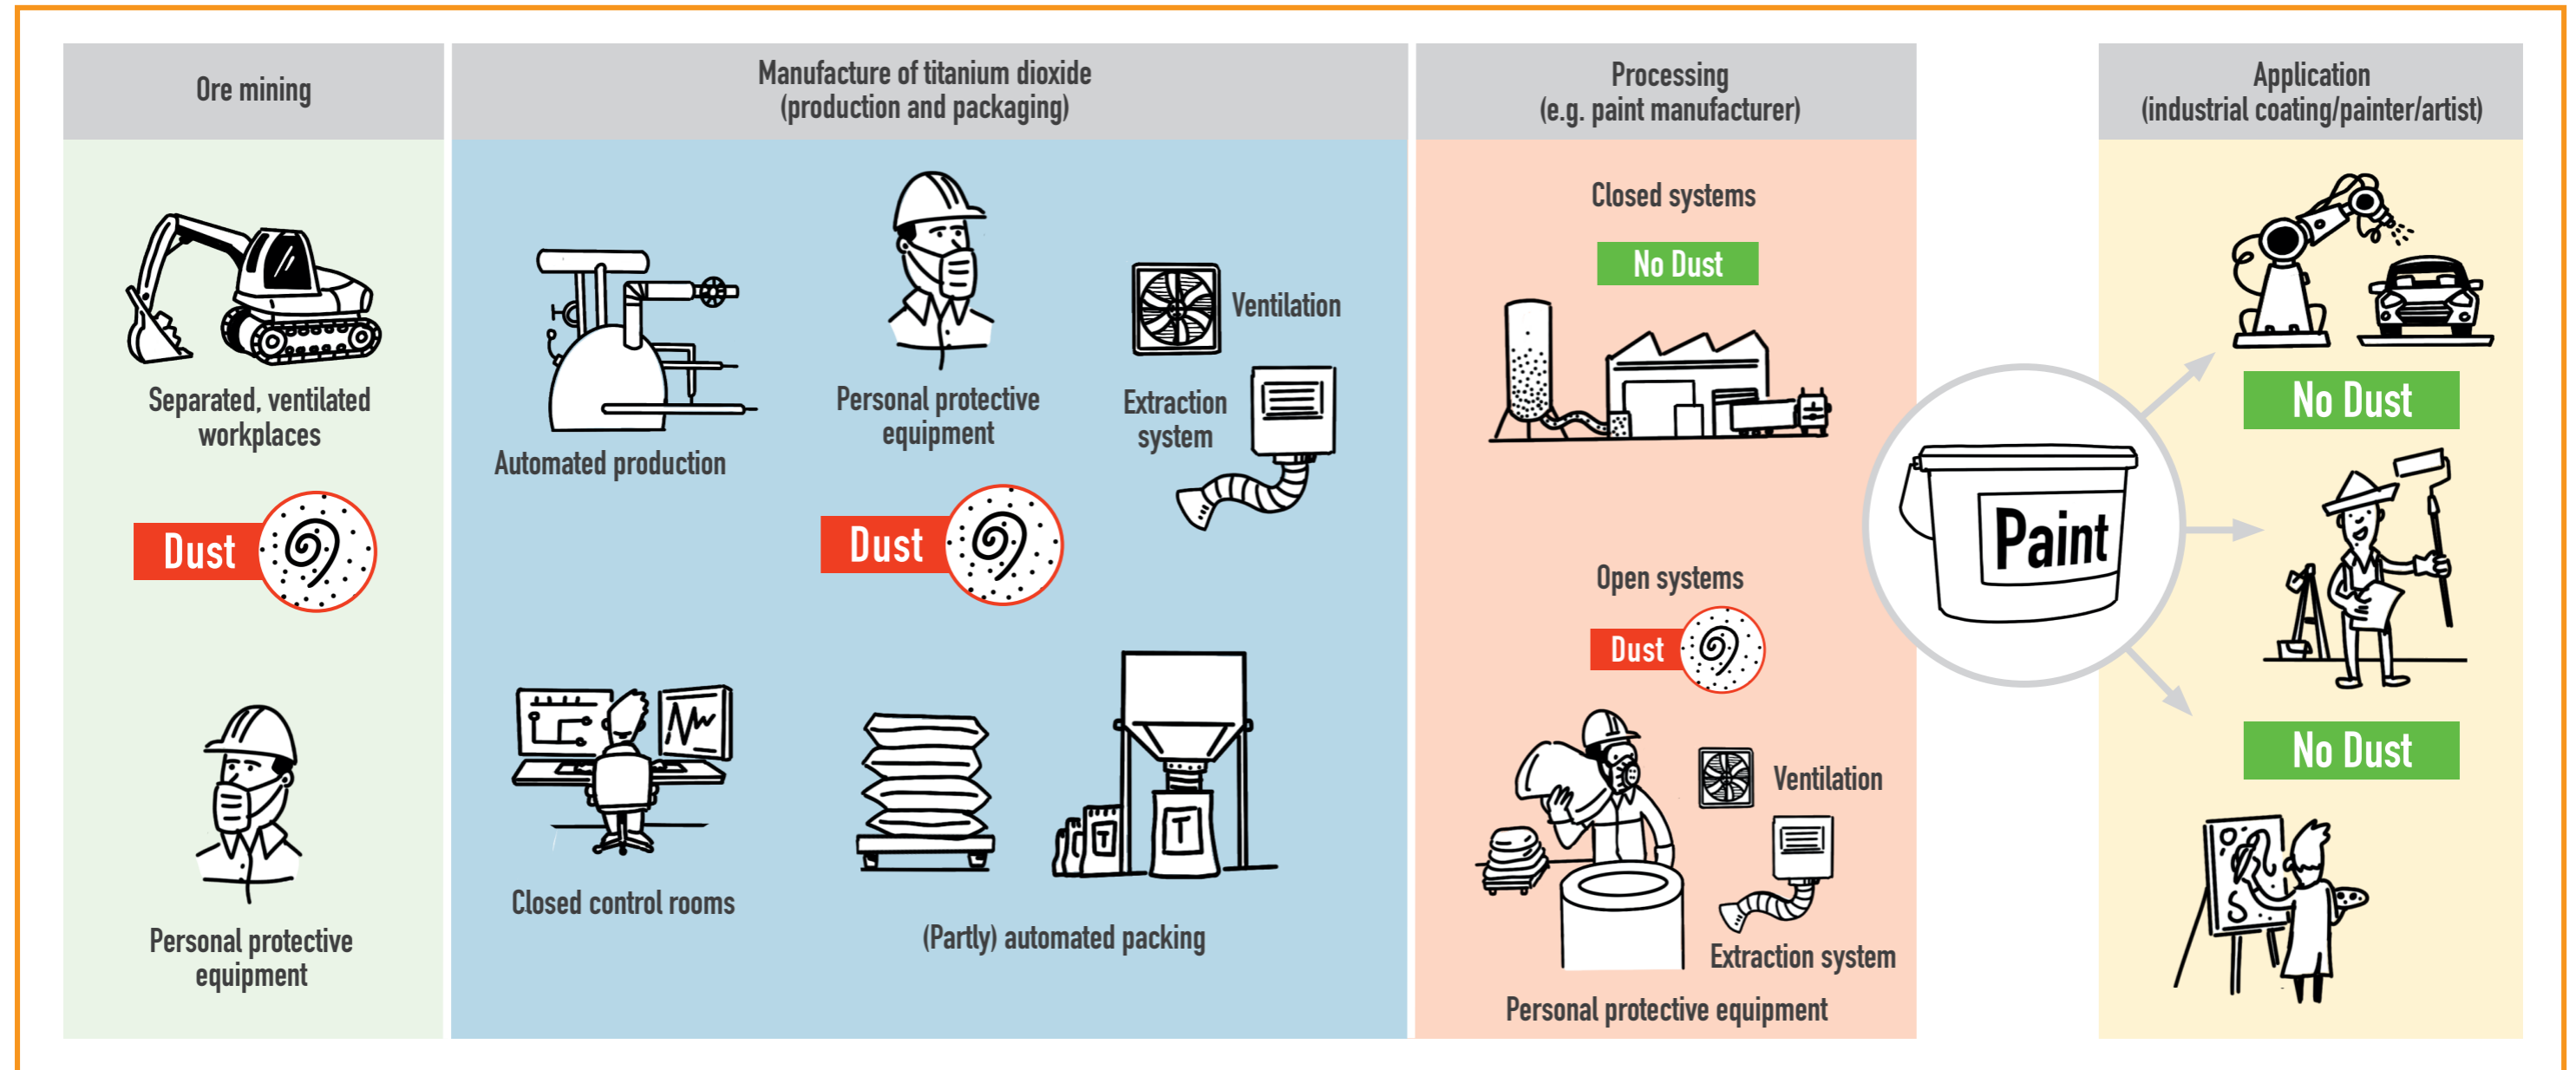 Ore mining
Separated, ventilated
workplaces
Dust
Personal protective
equipment
Manufacture of titanium dioxide
(production and packaging)
Automated production
Personal protective
equipment
Ventilation
Extraction
system
Dust
Closed control rooms
T
T
(Partly) automated packing
Processing
(e.g. paint manufacturer)
Closed systems
No Dust
Open systems
Dust
Ventilation
Extraction system
Personal protective equipment
Paint
Application
(industrial coating/painter/artist)
No Dust
No Dust